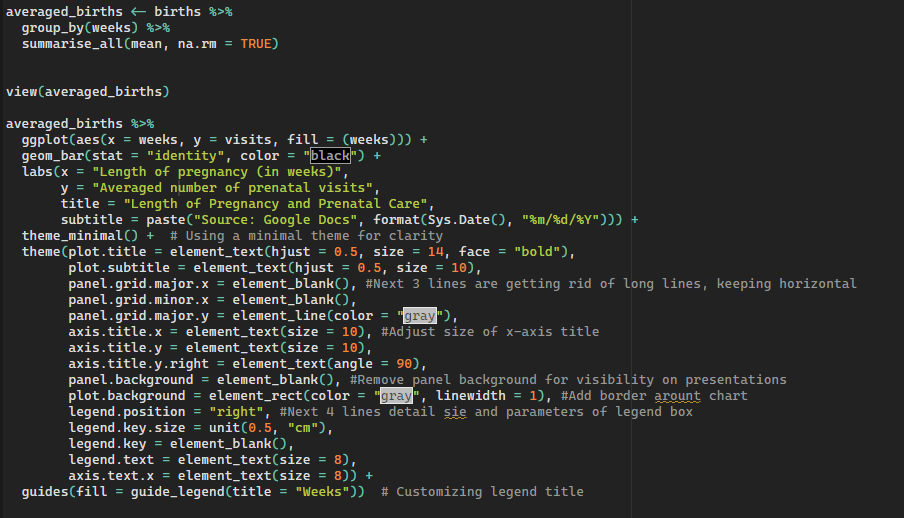 averaged_births <- births %>%
  group_by(weeks) %>%
  summarise_all(mean, na.rm = TRUE)
view(averaged_births)
averaged_births %>%
  ggplot(aes(x = weeks, y = visits, fill = (weeks))) +
  geom_bar(stat = "identity", color = "black") +
  labs(x = "Length of pregnancy (in weeks)",
       y = "Averaged number of prenatal visits",
       title = "Length of Pregnancy and Prenatal Care",
       subtitle = paste("Source: Google Docs", format(Sys.Date(), "%m/%d/%Y"))) +
  theme_minimal() +  # Using a minimal theme for clarity
  theme(plot.title = element_text(hjust = 0.5, size = 14, face = "bold"),
        plot.subtitle = element_text(hjust = 0.5, size = 10),
        panel.grid.major.x = element_blank(), #Next 3 lines are getting rid of long lines, keeping horizontal
        panel.grid.minor.x = element_blank(),
        panel.grid.major.y = element_line(color = "gray"),
        axis.title.x = element_text(size = 10), #Adjust size of x-axis title
        axis.title.y = element_text(size = 10),
        axis.title.y.right = element_text(angle = 90),
        panel.background = element_blank(), #Remove panel background for visibility on presentations
        plot.background = element_rect(color = "gray", linewidth = 1), #Add border arount chart
        legend.position = "right", #Next 4 lines detail sie and parameters of legend box
        legend.key.size = unit(0.5, "cm"),
        legend.key = element_blank(),
        legend.text = element_text(size = 8),
        axis.text.x = element_text(size = 8)) +
  guides(fill = guide_legend(title = "Weeks"))  # Customizing legend title